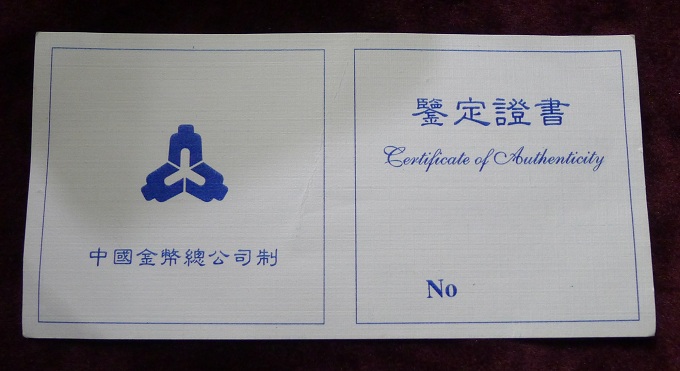 中國金幣總公司制
鑒定證書
Certificate of Authenticity
No